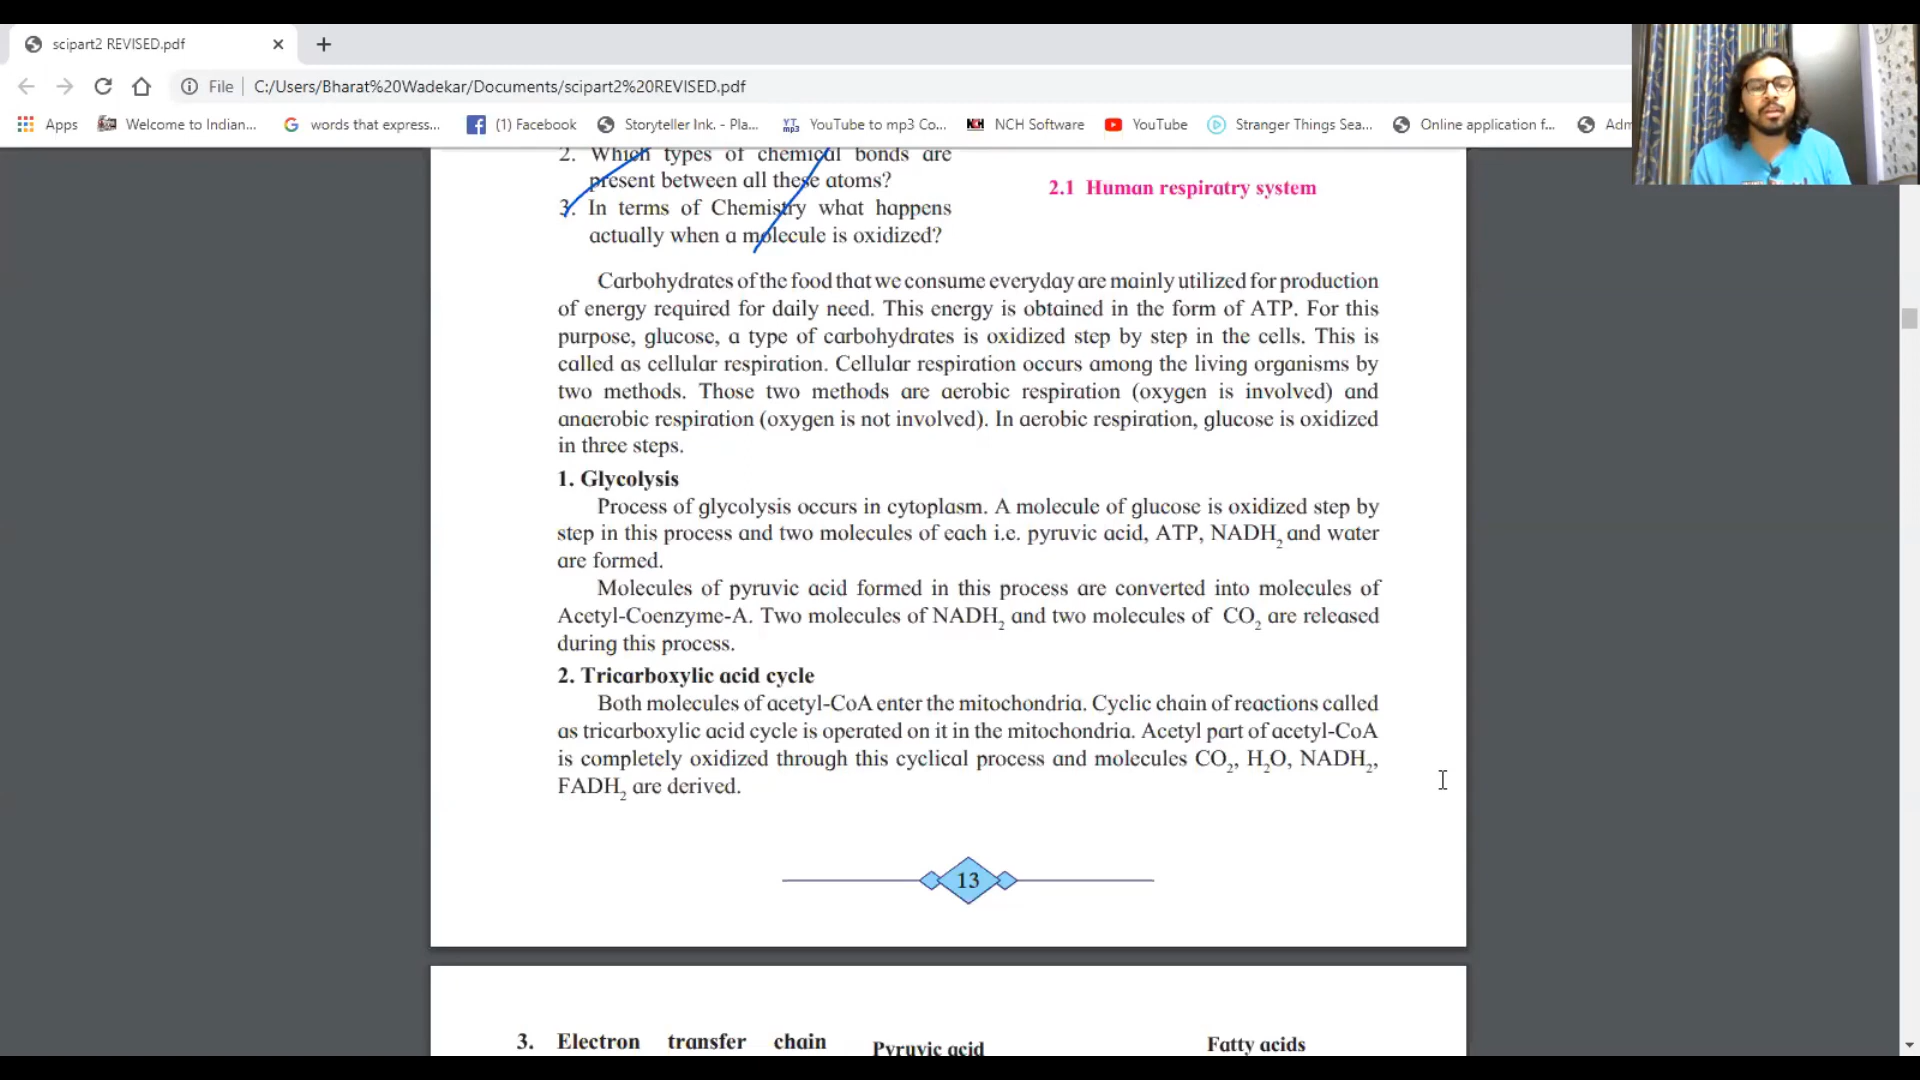 scipart2 REVISED.pdf
File C:/Users/Bharat%20Wadekar/Documents/scipart2%20REVISED.pdf
Apps Welcome to Indian... words that express... (1) Facebook Storyteller Ink. - Pla... YouTube to mp3 Co... NCH Software YouTube Stranger Things Sea... Online application f... Adm
2. Which types of chemical bonds are
present between all these atoms?
3. In terms of Chemistry what happens
actually when a molecule is oxidized?
2.1 Human respiratry system
Carbohydrates of the food that we consume everyday are mainly utilized for production
of energy required for daily need. This energy is obtained in the form of ATP. For this
purpose, glucose, a type of carbohydrates is oxidized step by step in the cells. This is
called as cellular respiration. Cellular respiration occurs among the living organisms by
two methods. Those two methods are aerobic respiration (oxygen is involved) and
anaerobic respiration (oxygen is not involved). In aerobic respiration, glucose is oxidized
in three steps.
1. Glycolysis
Process of glycolysis occurs in cytoplasm. A molecule of glucose is oxidized step by
step in this process and two molecules of each i.e. pyruvic acid, ATP, NADH₂ and water
are formed.
Molecules of pyruvic acid formed in this process are converted into molecules of
Acetyl-Coenzyme-A. Two molecules of NADH₂ and two molecules of CO₂ are released
during this process.
2. Tricarboxylic acid cycle
Both molecules of acetyl-CoA enter the mitochondria. Cyclic chain of reactions called
as tricarboxylic acid cycle is operated on it in the mitochondria. Acetyl part of acetyl-CoA
is completely oxidized through this cyclical process and molecules CO₂, H₂O, NADH₂,
FADH₂ are derived.
13
3. Electron transfer chain
Pyruvic acid
Fatty acids